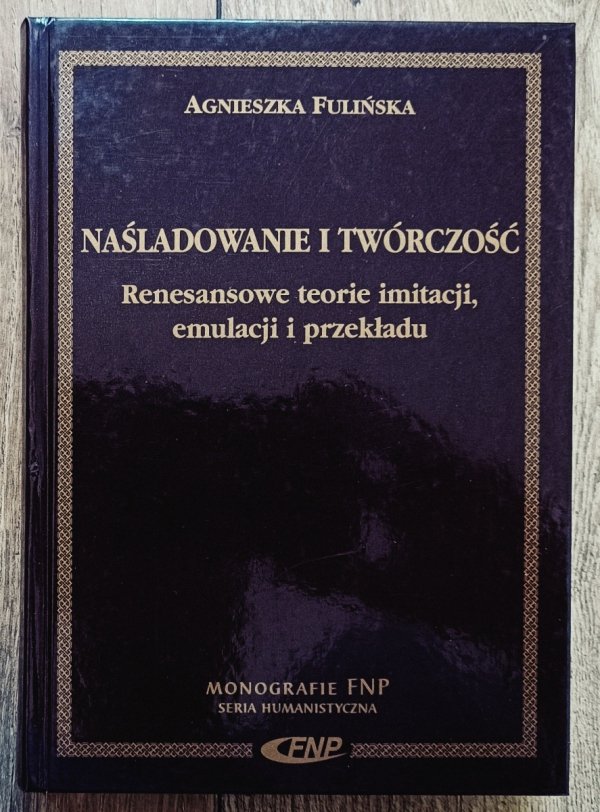 AGNIESZKA FULIŃSKA
NAŚLADOWANIE I TWÓRCZOŚĆ
Renesansowe teorie imitacji,
emulacji i przekładu
MONOGRAFIE FNP
SERIA HUMANISTYCZNA
FNP